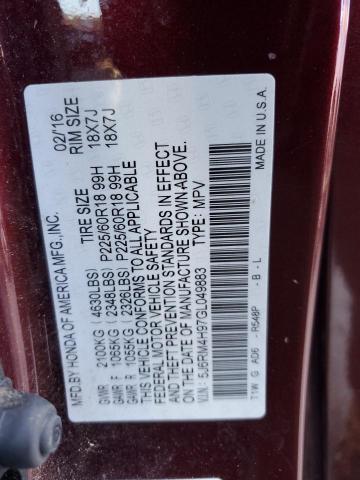 MFD.BY HONDA OF AMERICA MFG.,INC. 02/16
TIRE SIZE RIM SIZE
GVWR 2100KG ( 4630LBS) P225/60R18 99H 18X7J
GAWR F 1065KG ( 2348LBS) P225/60R18 99H 18X7J
GAWR R 1055KG ( 2326LBS)
THIS VEHICLE CONFORMS TO ALL APPLICABLE
FEDERAL MOTOR VEHICLE SAFETY
AND THEFT PREVENTION STANDARDS IN EFFECT
ON THE DATE OF MANUFACTURE SHOWN ABOVE.
V.I.N.: 5J6RM4H97GL049883 TYPE: MPV
T1W G AD6 - R548P - B - L MADE IN U.S.A.